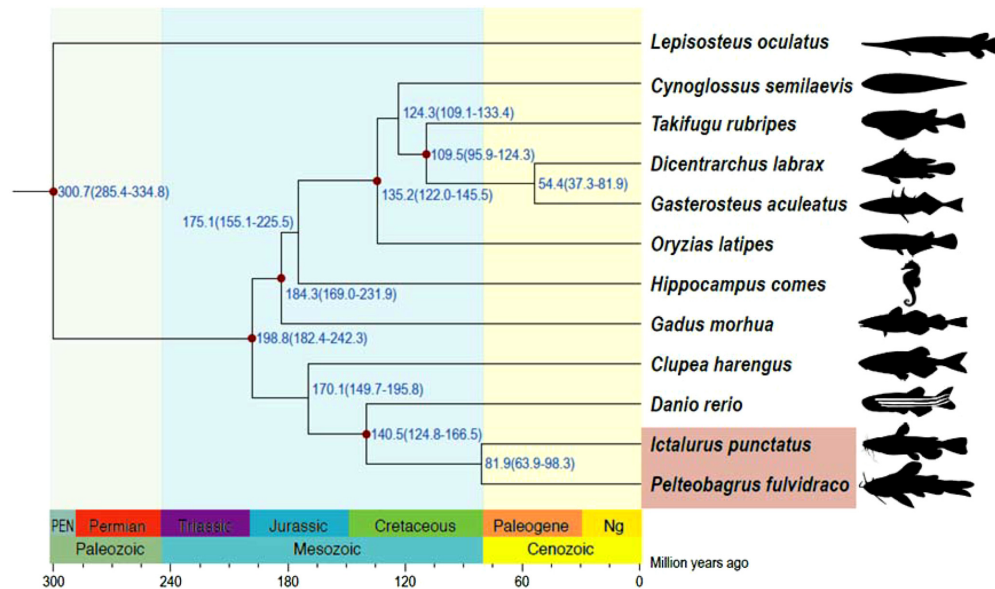 Lepisosteus oculatus
Cynoglossus semilaevis
124.3(109.1-133.4)
Takifugu rubripes
109.5(95.9-124.3)
Dicentrarchus labrax
54.4(37.3-81.9)
300.7(285.4-334.8)
135.2(122.0-145.5)
Gasterosteus aculeatus
175.1(155.1-225.5)
Oryzias latipes
Hippocampus comes
184.3(169.0-231.9)
Gadus morhua
198.8(182.4-242.3)
Clupea harengus
170.1(149.7-195.8)
Danio rerio
140.5(124.8-166.5)
Ictalurus punctatus
81.9(63.9-98.3)
Pelteobagrus fulvidraco
PEN Permian Triassic Jurassic Cretaceous Paleogene Ng
Paleozoic Mesozoic Cenozoic
Million years ago
300 240 180 120 60 0